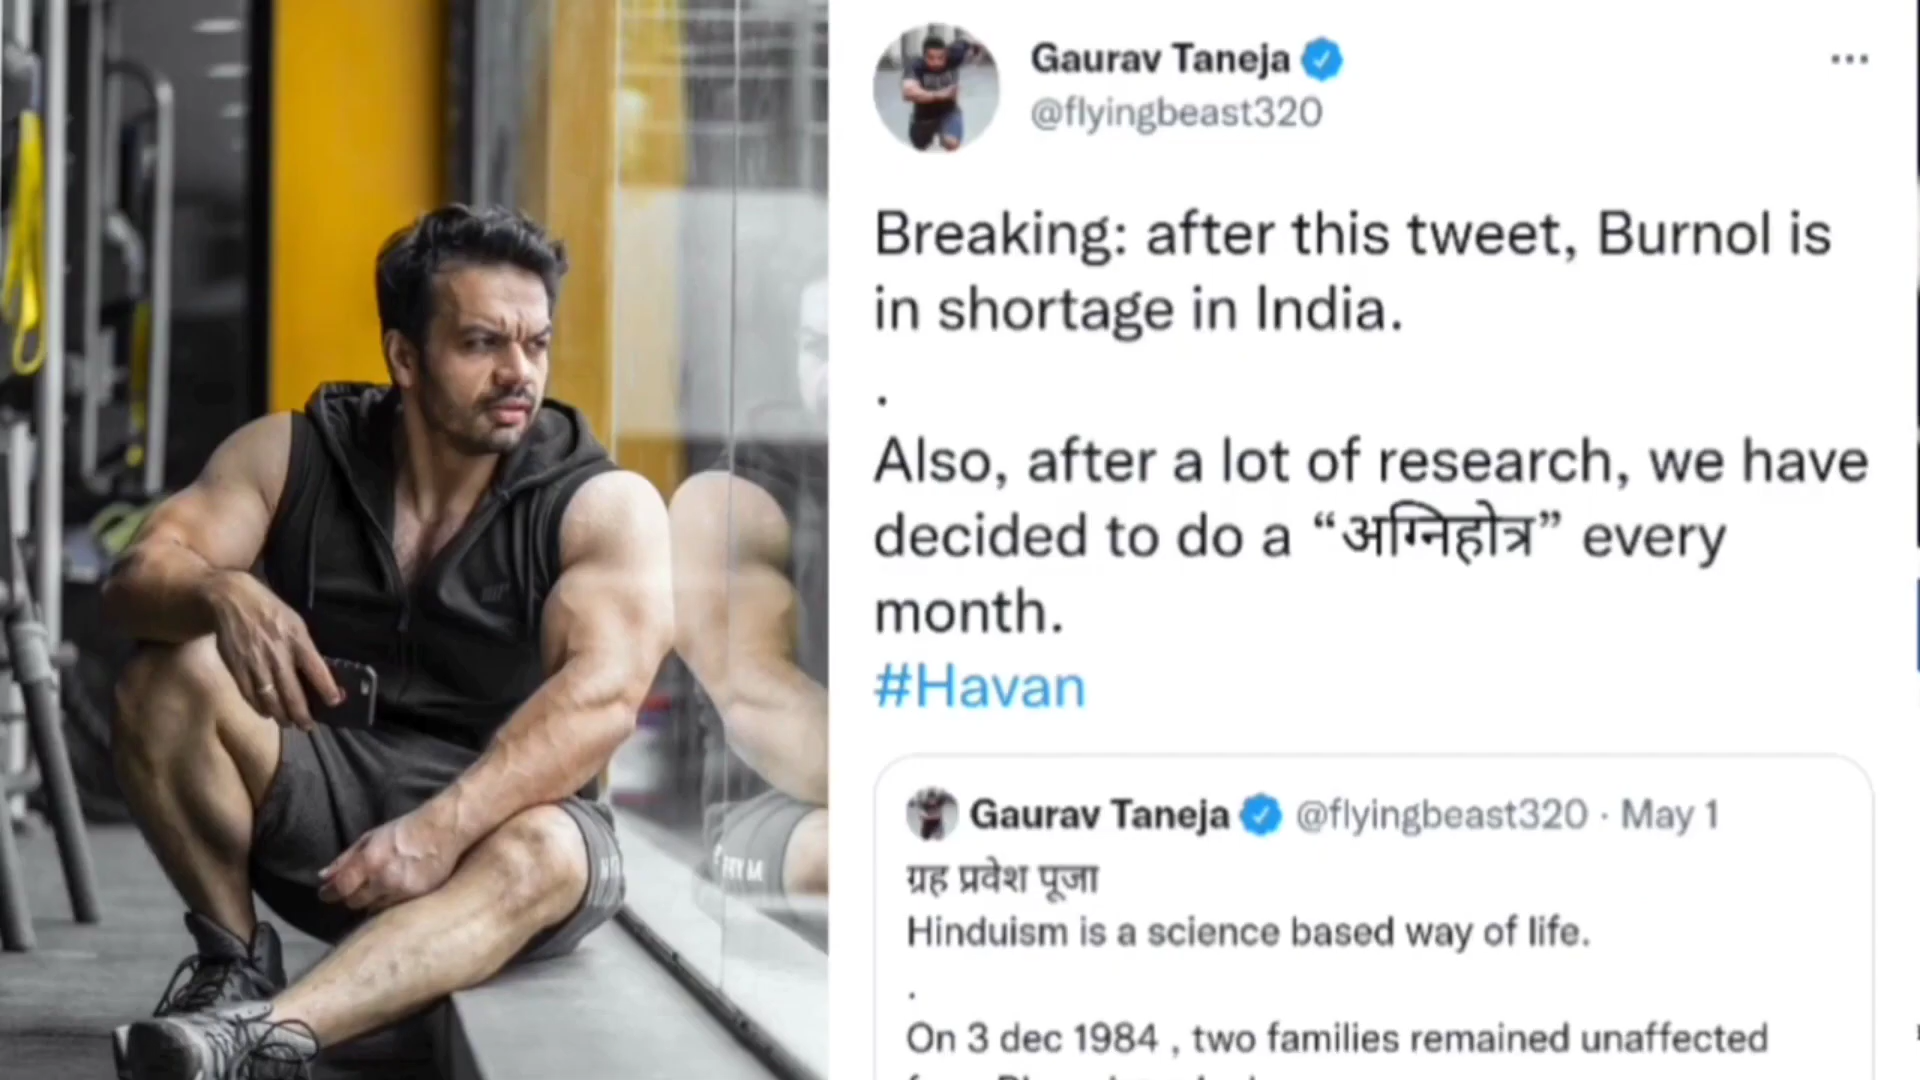 Gaurav Taneja
@flyingbeast320
Breaking: after this tweet, Burnol is
in shortage in India.
.
Also, after a lot of research, we have
decided to do a “अग्निहोत्र” every
month.
#Havan
Gaurav Taneja @flyingbeast320 · May 1
ग्रह प्रवेश पूजा
Hinduism is a science based way of life.
.
On 3 dec 1984 , two families remained unaffected